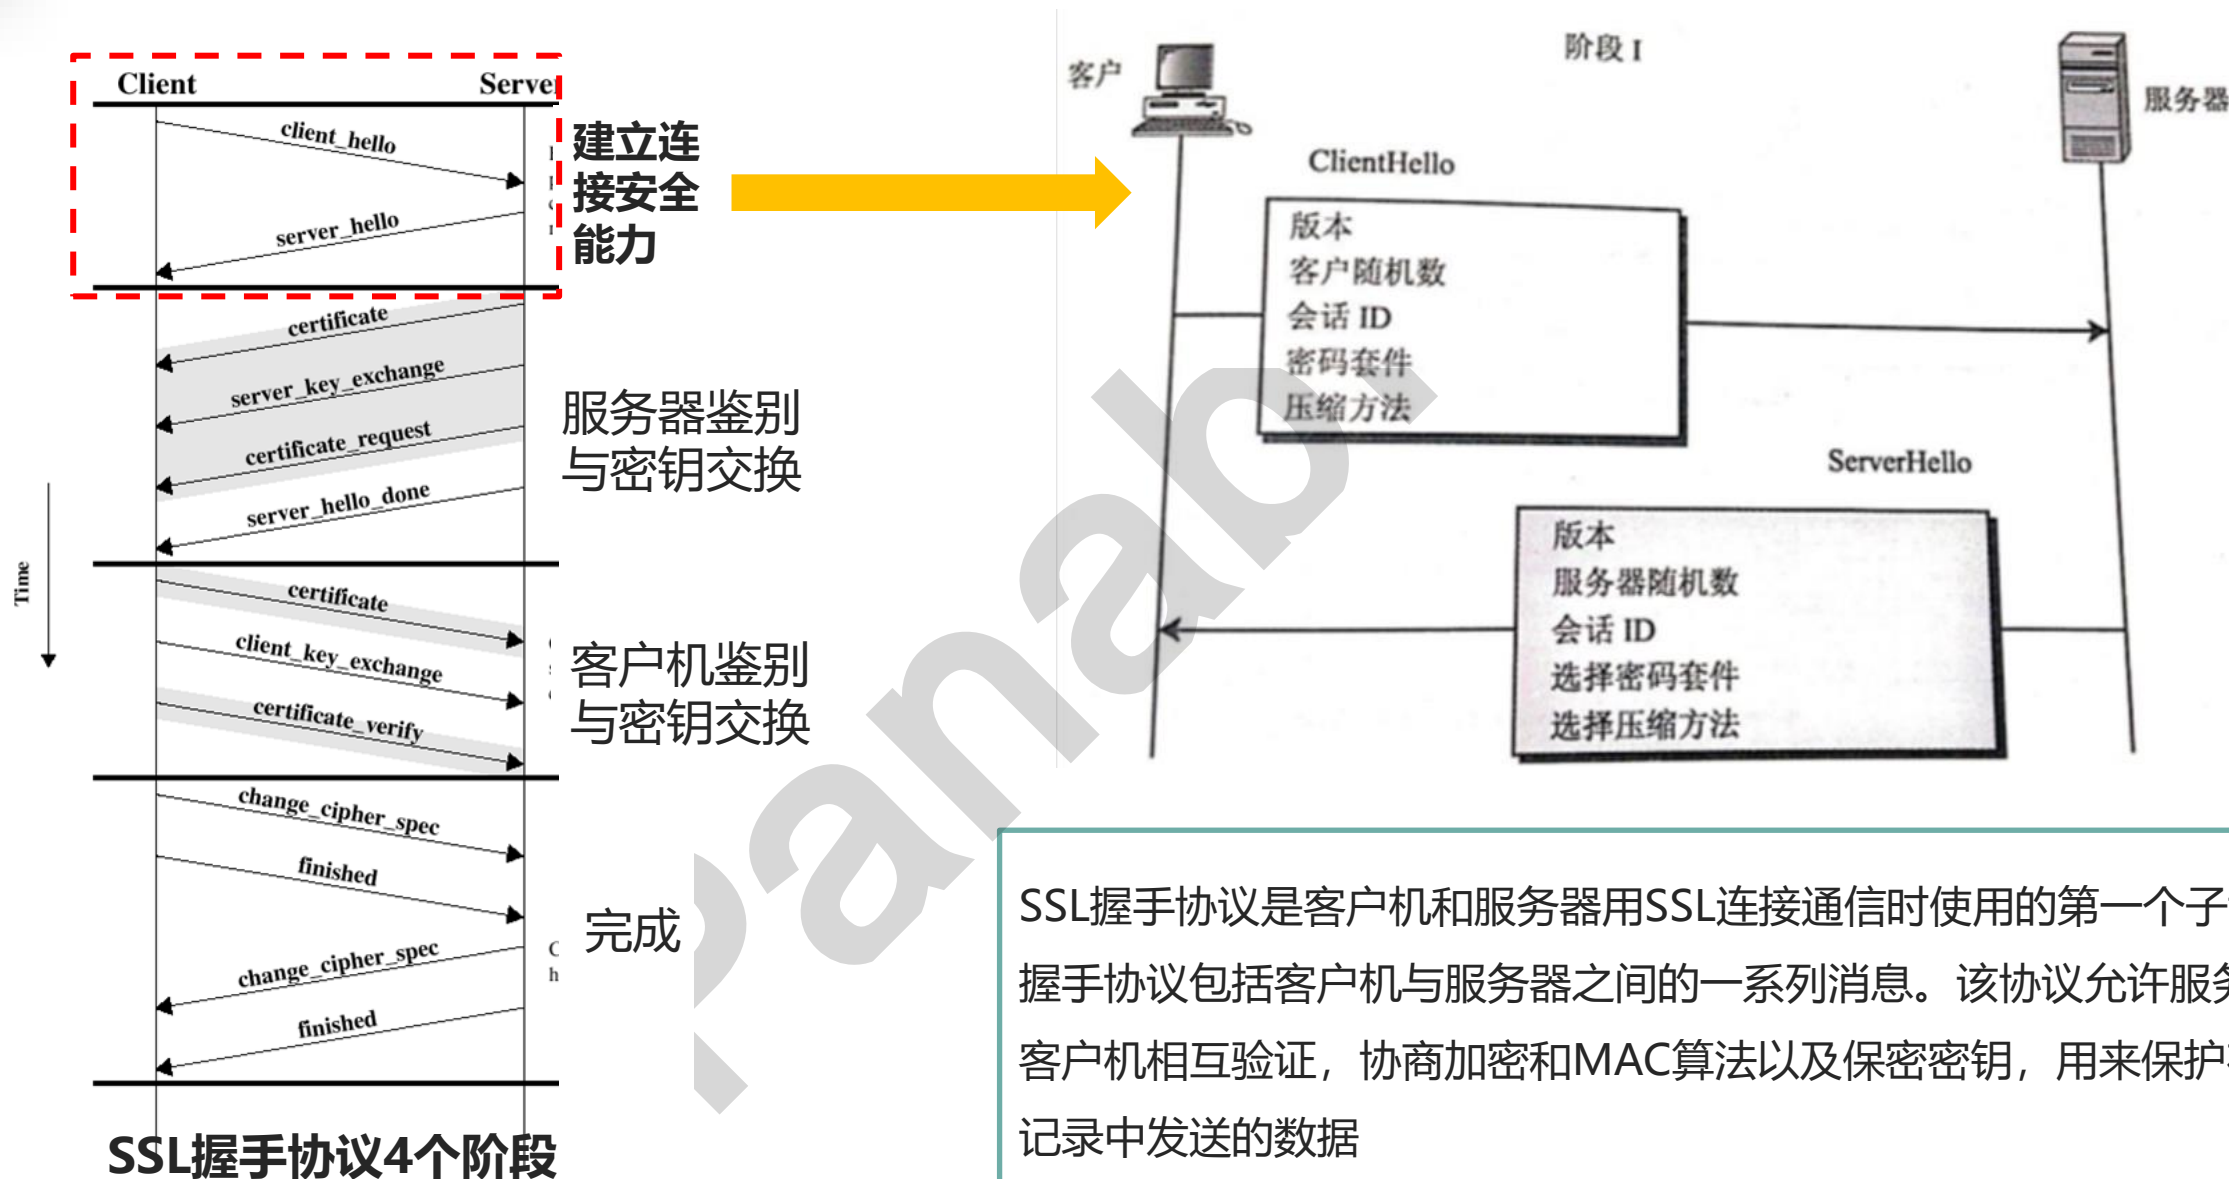 Client
Server
client_hello
server_hello
建立连
接安全
能力
certificate
server_key_exchange
certificate_request
server_hello_done
服务器鉴别
与密钥交换
Time
certificate
client_key_exchange
certificate_verify
客户机鉴别
与密钥交换
change_cipher_spec
finished
change_cipher_spec
finished
完成
SSL握手协议4个阶段
阶段 I
客户
服务器
ClientHello
版本
客户随机数
会话 ID
密码套件
压缩方法
ServerHello
版本
服务器随机数
会话 ID
选择密码套件
选择压缩方法
SSL握手协议是客户机和服务器用SSL连接通信时使用的第一个子
握手协议包括客户机与服务器之间的一系列消息。该协议允许服务
客户机相互验证，协商加密和MAC算法以及保密密钥，用来保护
记录中发送的数据
Panab